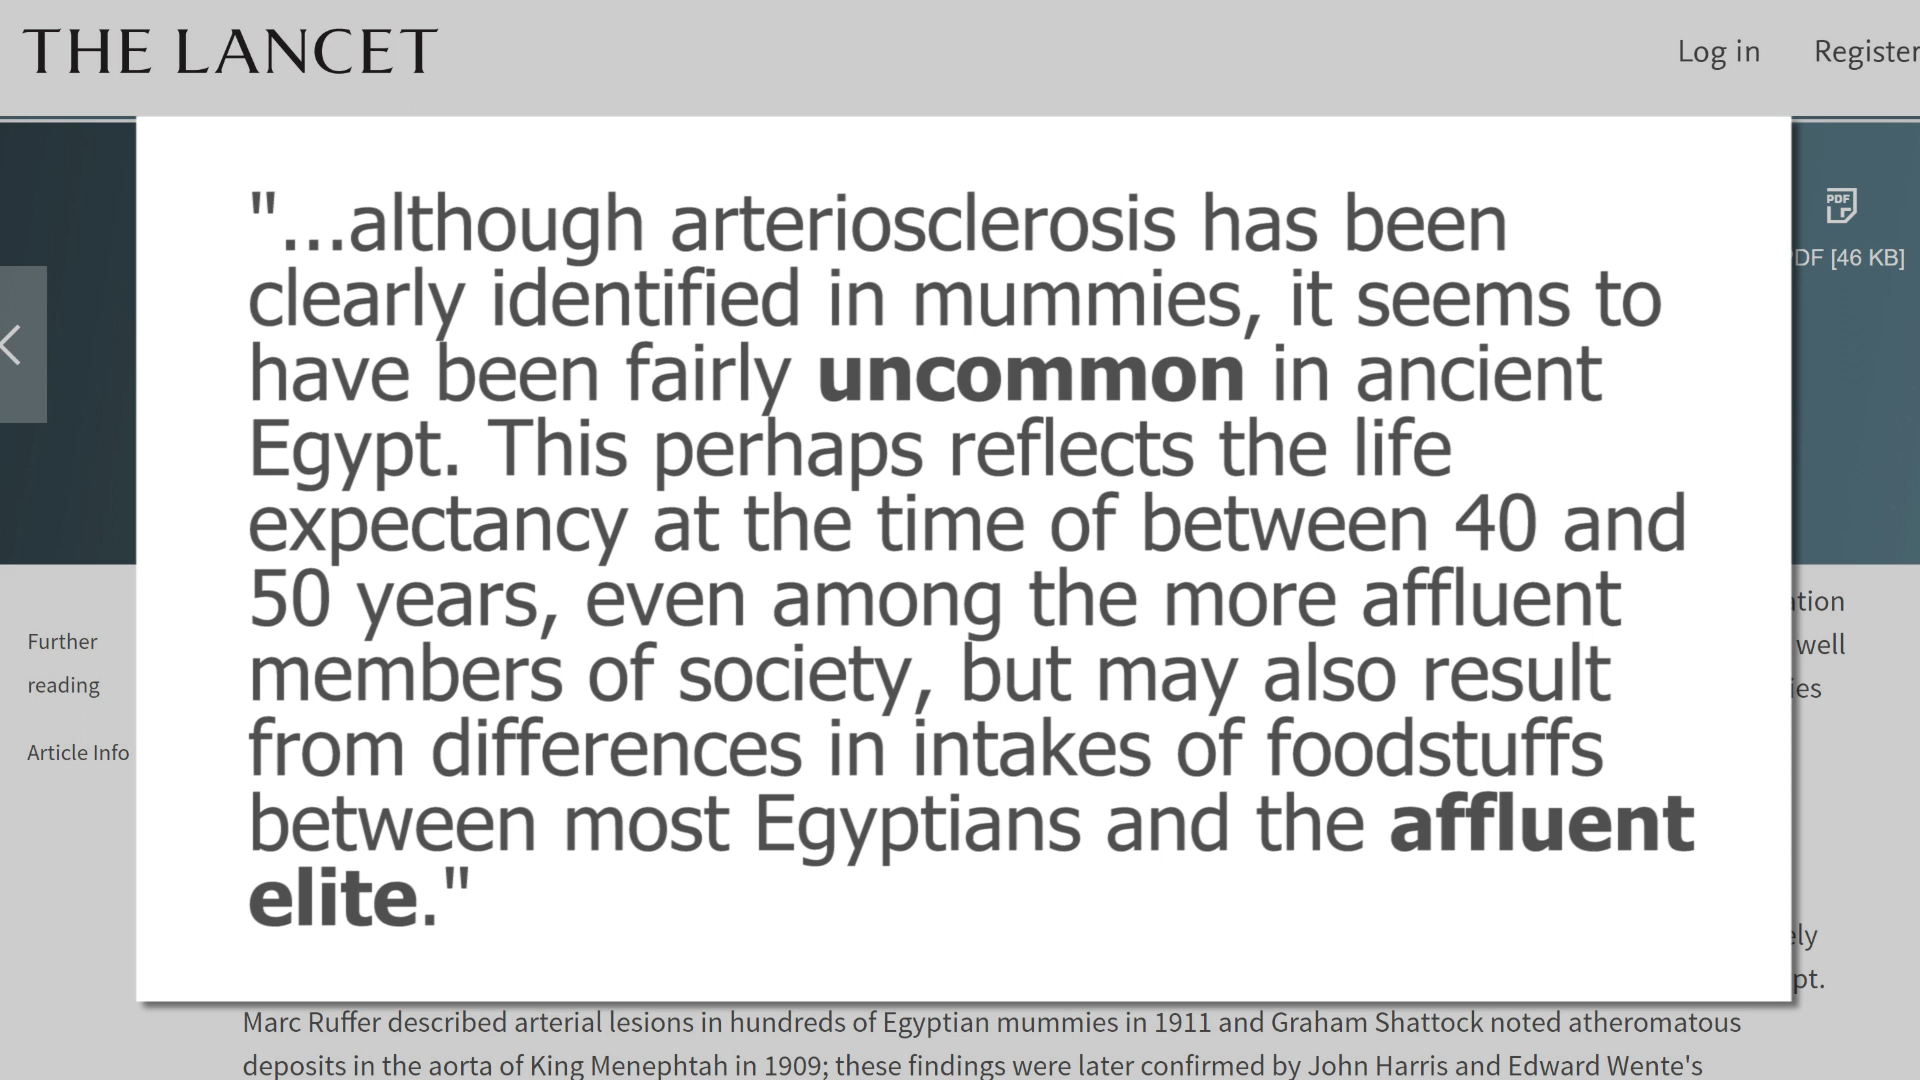 THE LANCET
Log in
Register
PDF
PDF [46 KB]
"...although arteriosclerosis has been
clearly identified in mummies, it seems to
have been fairly uncommon in ancient
Egypt. This perhaps reflects the life
expectancy at the time of between 40 and
50 years, even among the more affluent
members of society, but may also result
from differences in intakes of foodstuffs
between most Egyptians and the affluent
elite."
Further
reading
Article Info
well
Marc Ruffer described arterial lesions in hundreds of Egyptian mummies in 1911 and Graham Shattock noted atheromatous
deposits in the aorta of King Menephtah in 1909; these findings were later confirmed by John Harris and Edward Wente's